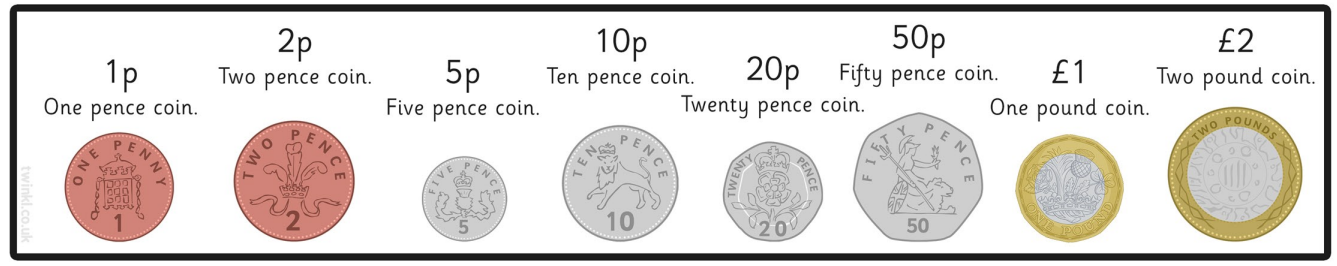 1p
One pence coin.
2p
Two pence coin.
5p
Five pence coin.
10p
Ten pence coin.
20p
Twenty pence coin.
50p
Fifty pence coin.
£1
One pound coin.
£2
Two pound coin.
ONE PENNY
1
TWO PENCE
2
FIVE PENCE
5
TEN PENCE
10
TWENTY PENCE
20
FIFTY PENCE
50
ONE POUND
TWO POUNDS
twinkl.co.uk